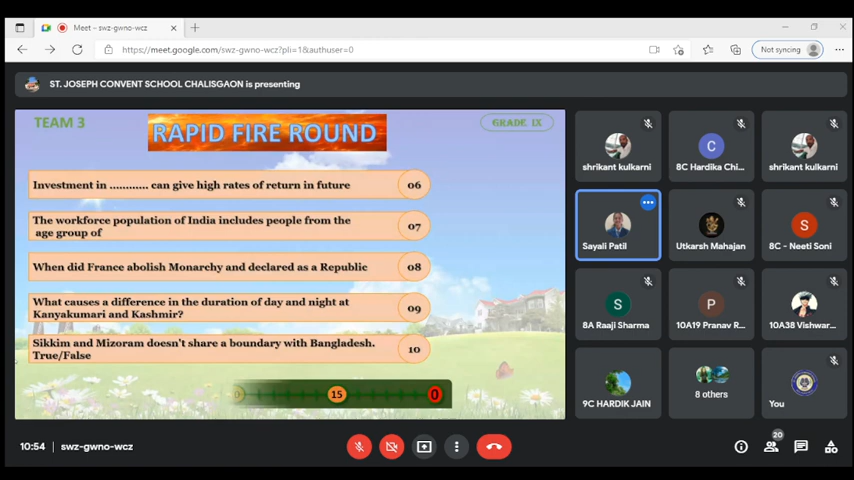 Meet – swz-gwno-wcz
https://meet.google.com/swz-gwno-wcz?pli=1&authuser=0
Not syncing
ST. JOSEPH CONVENT SCHOOL CHALISGAON is presenting
TEAM 3
RAPID FIRE ROUND
GRADE IX
Investment in ............ can give high rates of return in future
06
The workforce population of India includes people from the
age group of
07
When did France abolish Monarchy and declared as a Republic
08
What causes a difference in the duration of day and night at
Kanyakumari and Kashmir?
09
Sikkim and Mizoram doesn't share a boundary with Bangladesh.
True/False
10
0
15
0
shrikant kulkarni
C
8C Hardika Chi...
shrikant kulkarni
Sayali Patil
Utkarsh Mahajan
S
8C - Neeti Soni
S
8A Raaji Sharma
P
10A19 Pranav R...
10A38 Vishwar...
9C HARDIK JAIN
8 others
You
10:54 | swz-gwno-wcz
20